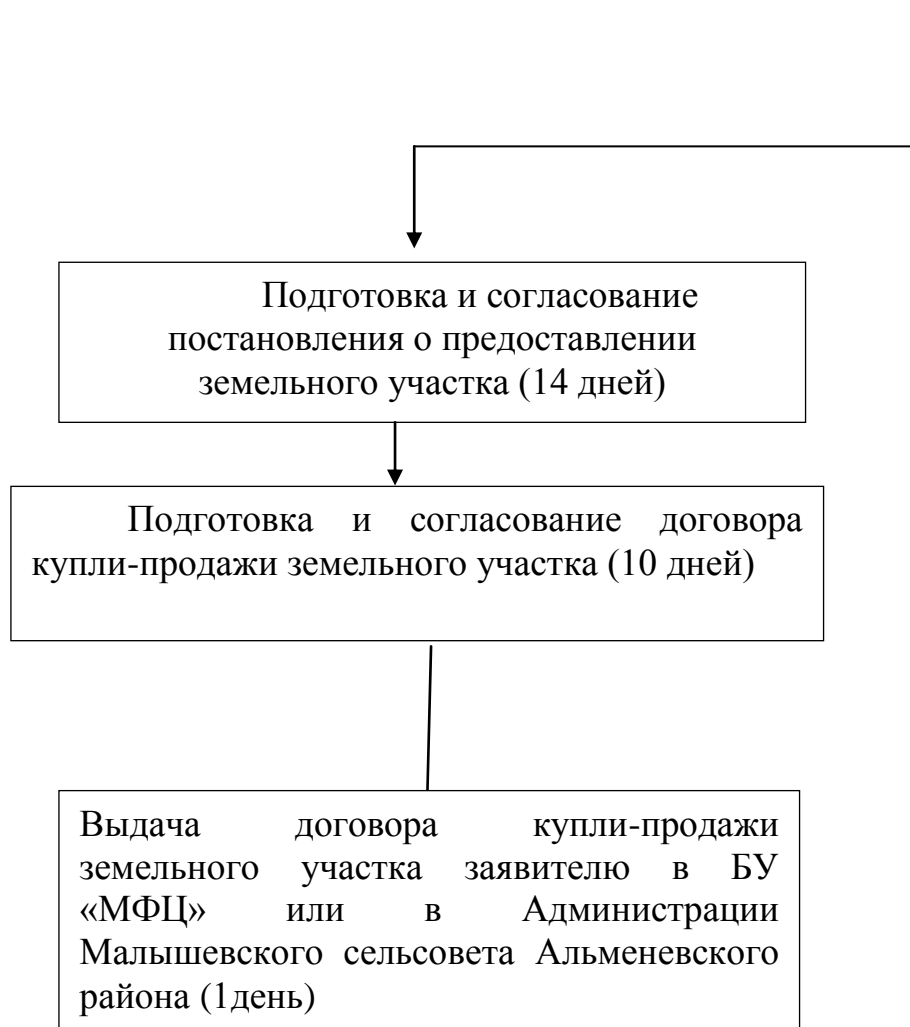 Подготовка и согласование
постановления о предоставлении
земельного участка (14 дней)
Подготовка и согласование договора
купли-продажи земельного участка (10 дней)
Выдача договора купли-продажи
земельного участка заявителю в БУ
«МФЦ» или в Администрации
Малышевского сельсовета Альменевского
района (1день)